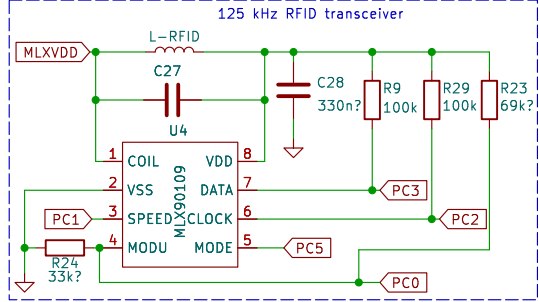 125 kHz RFID transceiver
L-RFID
MLXVDD
C27
C28
330n?
R9
100k
R29
100k
R23
69k?
U4
1 COIL VDD 8
2 VSS DATA 7 PC3
PC1 3 SPEED CLOCK 6 PC2
4 MODU MODE 5 PC5
MLX90109
R24
33k?
PC0